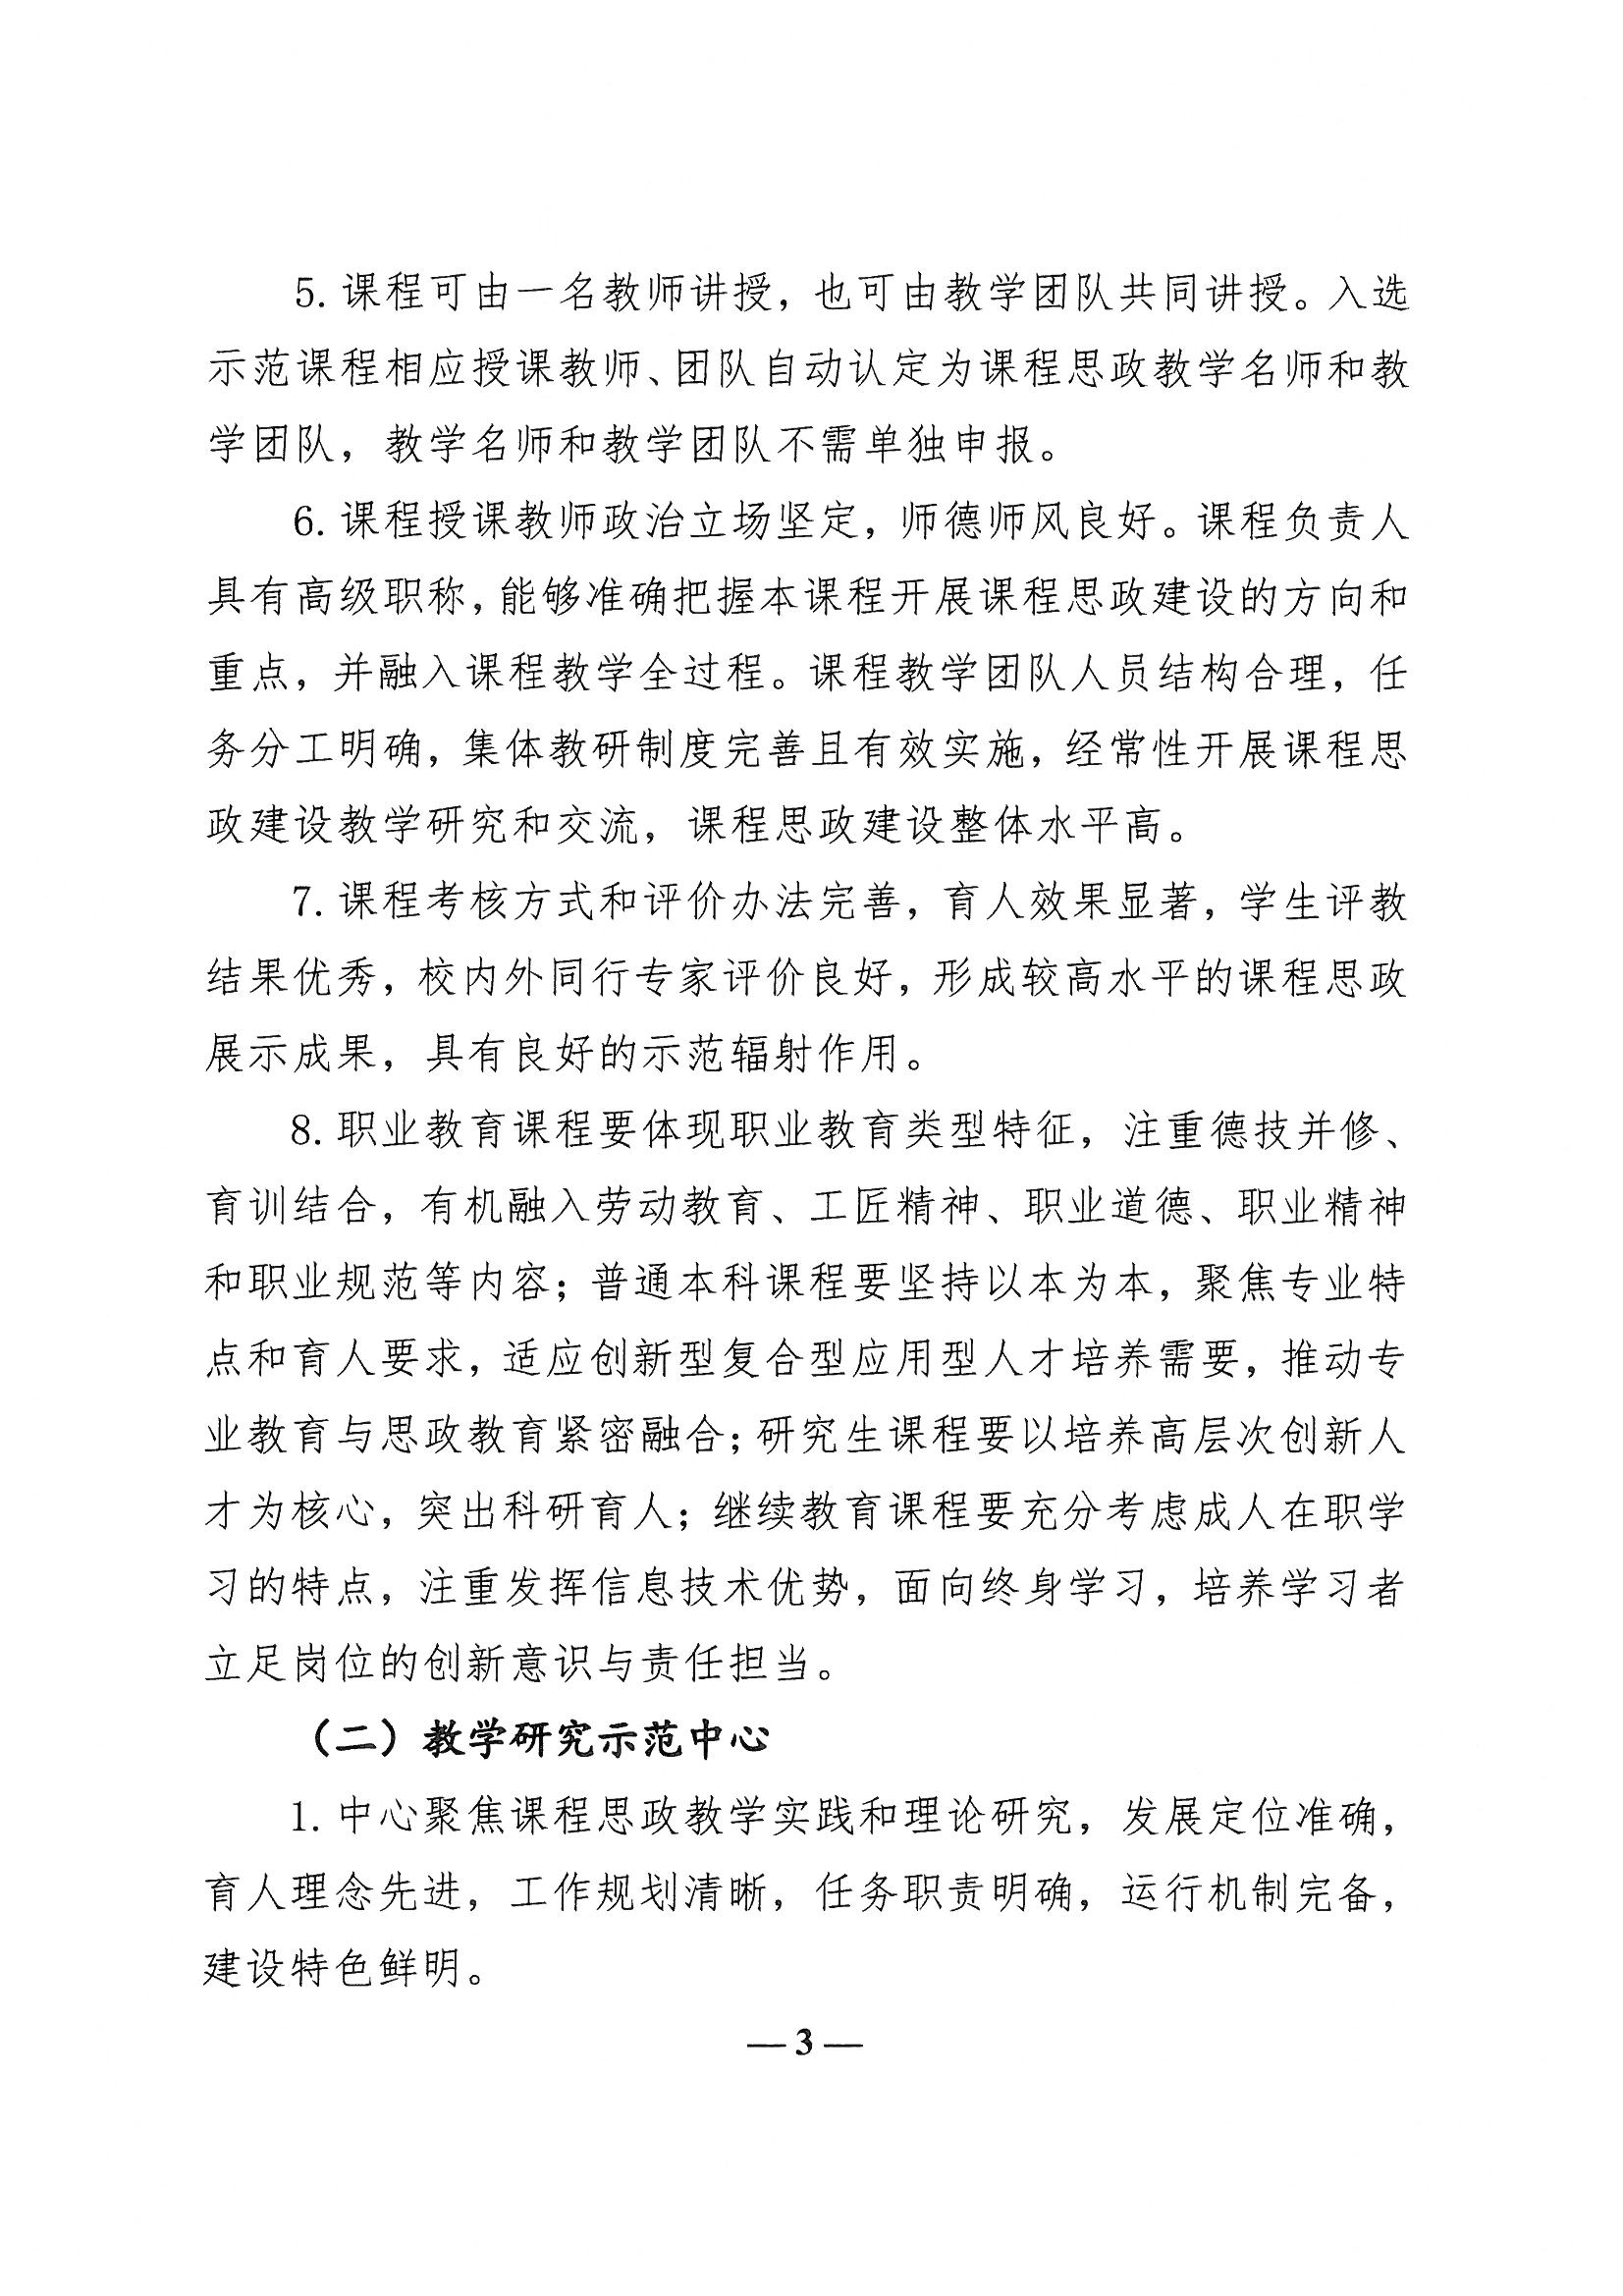 5. 课程可由一名教师讲授，也可由教学团队共同讲授。入选
示范课程相应授课教师、团队自动认定为课程思政教学名师和教
学团队，教学名师和教学团队不需单独申报。
6. 课程授课教师政治立场坚定，师德师风良好。课程负责人
具有高级职称，能够准确把握本课程开展课程思政建设的方向和
重点，并融入课程教学全过程。课程教学团队人员结构合理，任
务分工明确，集体教研制度完善且有效实施，经常性开展课程思
政建设教学研究和交流，课程思政建设整体水平高。
7. 课程考核方式和评价办法完善，育人效果显著，学生评教
结果优秀，校内外同行专家评价良好，形成较高水平的课程思政
展示成果，具有良好的示范辐射作用。
8. 职业教育课程要体现职业教育类型特征，注重德技并修、
育训结合，有机融入劳动教育、工匠精神、职业道德、职业精神
和职业规范等内容；普通本科课程要坚持以本为本，聚焦专业特
点和育人要求，适应创新型复合型应用型人才培养需要，推动专
业教育与思政教育紧密融合；研究生课程要以培养高层次创新人
才为核心，突出科研育人；继续教育课程要充分考虑成人在职学
习的特点，注重发挥信息技术优势，面向终身学习，培养学习者
立足岗位的创新意识与责任担当。
（二）教学研究示范中心
1. 中心聚焦课程思政教学实践和理论研究，发展定位准确，
育人理念先进，工作规划清晰，任务职责明确，运行机制完备，
建设特色鲜明。
— 3 —